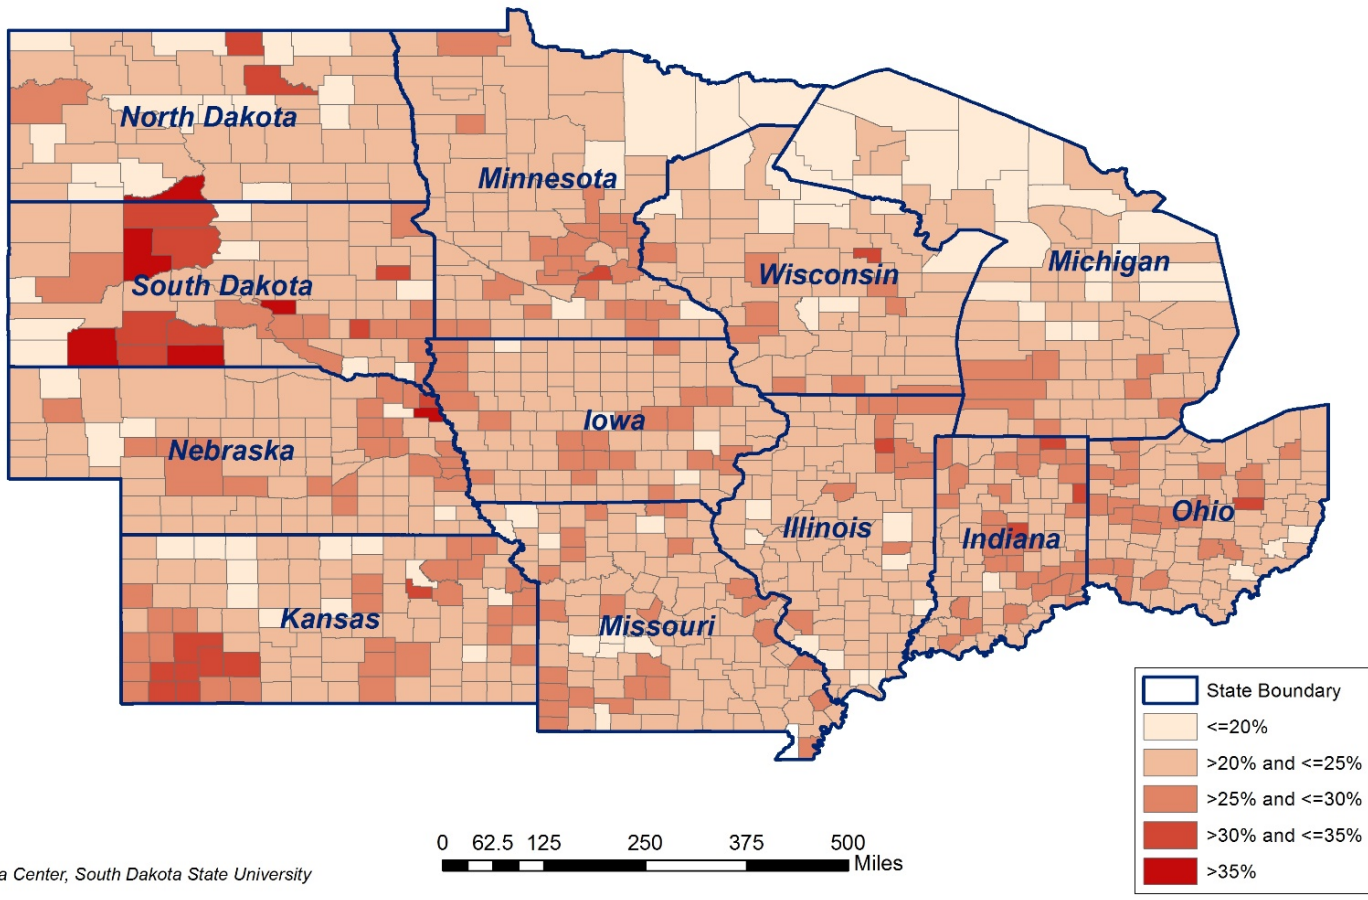 North Dakota
Minnesota
South Dakota
Wisconsin
Michigan
Nebraska
Iowa
Illinois
Indiana
Ohio
Kansas
Missouri
State Boundary
<=20%
>20% and <=25%
>25% and <=30%
>30% and <=35%
>35%
0 62.5 125 250 375 500
Miles
a Center, South Dakota State University